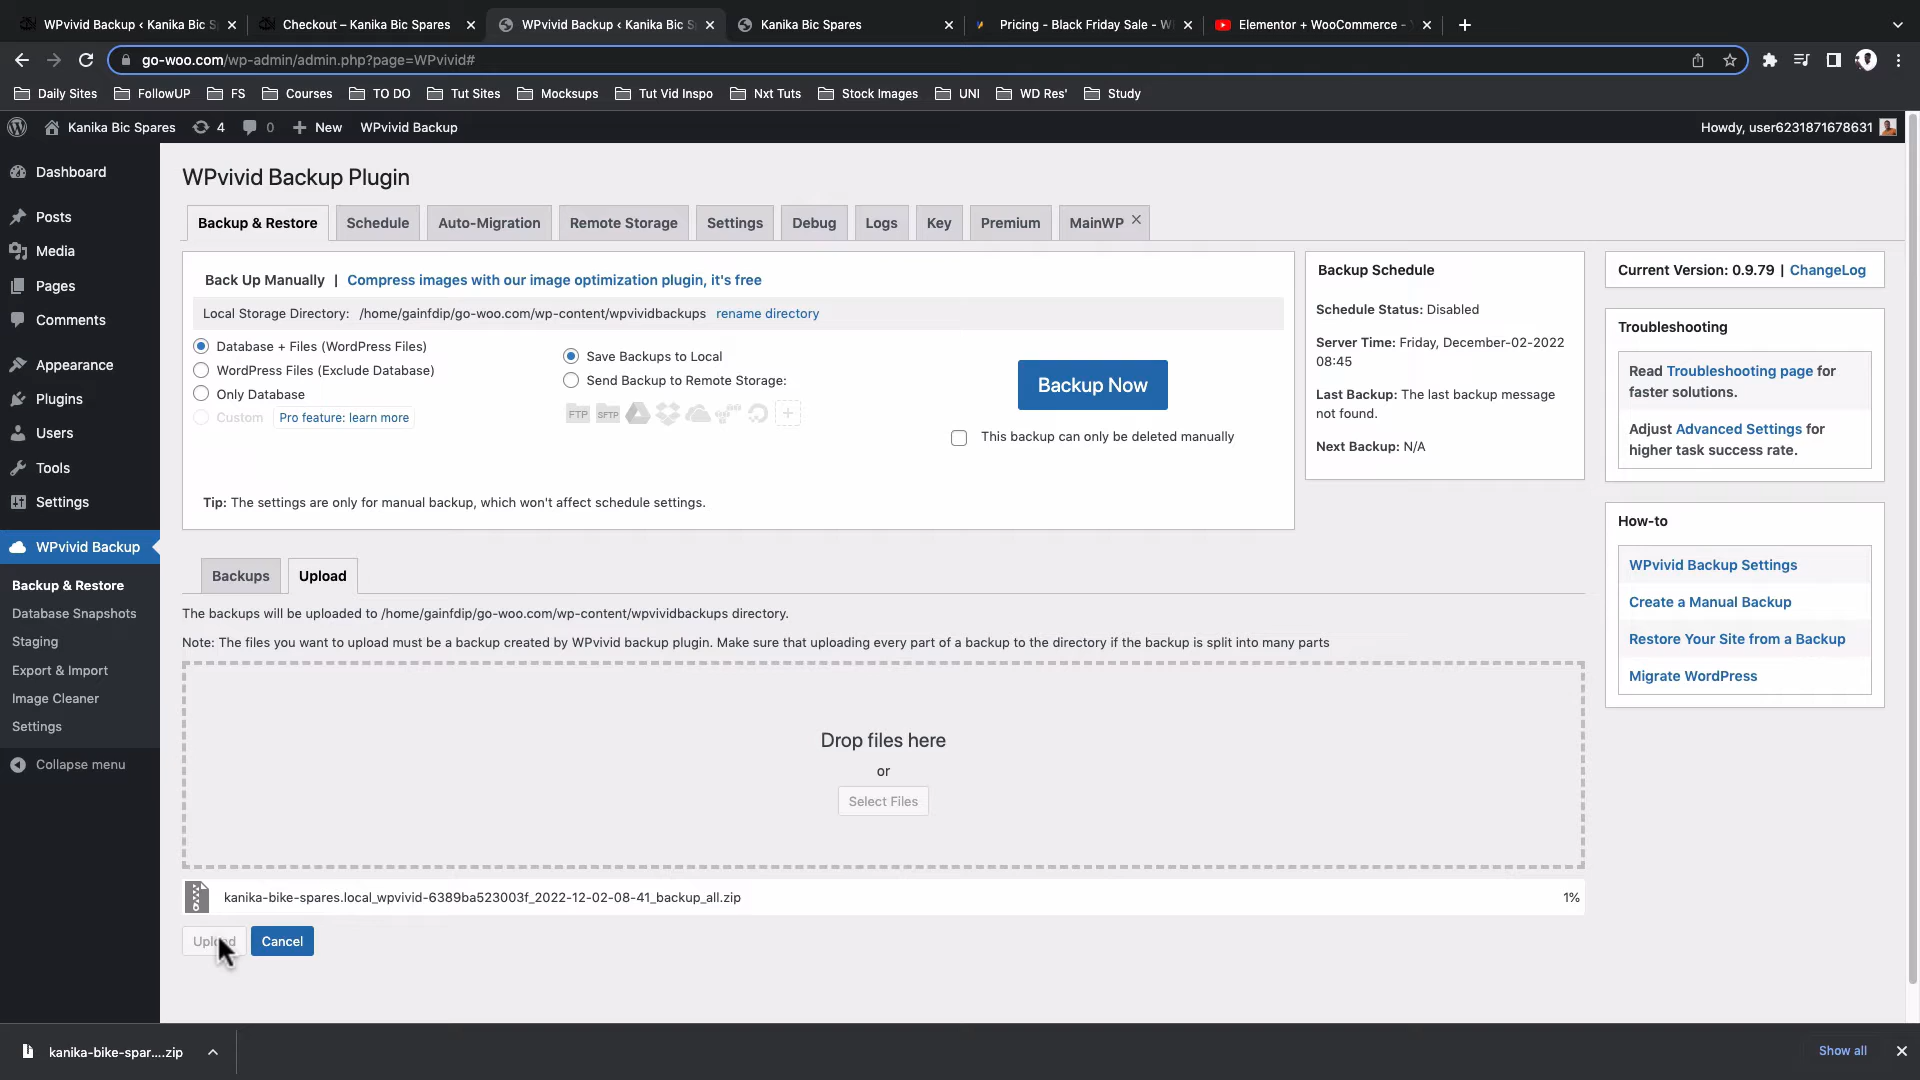 WPvivid Backup ‹ Kanika Bic S
Checkout – Kanika Bic Spares
WPvivid Backup ‹ Kanika Bic S
Kanika Bic Spares
Pricing - Black Friday Sale - W
Elementor + WooCommerce -
go-woo.com/wp-admin/admin.php?page=WPvivid#
Daily Sites
FollowUP
FS
Courses
TO DO
Tut Sites
Mocksups
Tut Vid Inspo
Nxt Tuts
Stock Images
UNI
WD Res'
Study
Kanika Bic Spares
4
0
New
WPvivid Backup
Howdy, user6231871678631
Dashboard
Posts
Media
Pages
Comments
Appearance
Plugins
Users
Tools
Settings
WPvivid Backup
Backup & Restore
Database Snapshots
Staging
Export & Import
Image Cleaner
Settings
Collapse menu
WPvivid Backup Plugin
Backup & Restore
Schedule
Auto-Migration
Remote Storage
Settings
Debug
Logs
Key
Premium
MainWP
Back Up Manually | Compress images with our image optimization plugin, it's free
Local Storage Directory: /home/gainfdip/go-woo.com/wp-content/wpvividbackups rename directory
Database + Files (WordPress Files)
WordPress Files (Exclude Database)
Only Database
Custom Pro feature: learn more
Save Backups to Local
Send Backup to Remote Storage:
FTP
SFTP
Backup Now
This backup can only be deleted manually
Tip: The settings are only for manual backup, which won't affect schedule settings.
Backup Schedule
Schedule Status: Disabled
Server Time: Friday, December-02-2022
08:45
Last Backup: The last backup message
not found.
Next Backup: N/A
Current Version: 0.9.79 | ChangeLog
Troubleshooting
Read Troubleshooting page for
faster solutions.
Adjust Advanced Settings for
higher task success rate.
How-to
WPvivid Backup Settings
Create a Manual Backup
Restore Your Site from a Backup
Migrate WordPress
Backups
Upload
The backups will be uploaded to /home/gainfdip/go-woo.com/wp-content/wpvividbackups directory.
Note: The files you want to upload must be a backup created by WPvivid backup plugin. Make sure that uploading every part of a backup to the directory if the backup is split into many parts
Drop files here
or
Select Files
kanika-bike-spares.local_wpvivid-6389ba523003f_2022-12-02-08-41_backup_all.zip
1%
Upload
Cancel
kanika-bike-spar....zip
Show all